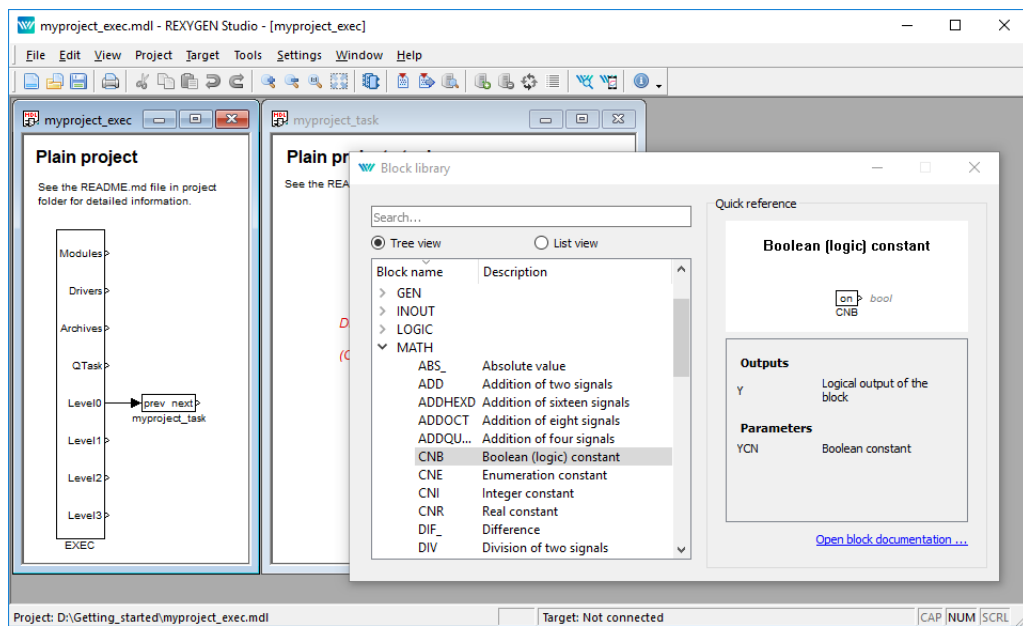 myproject_exec.mdl - REXYGEN Studio - [myproject_exec]
File Edit View Project Target Tools Settings Window Help
myproject_exec
Plain project
See the README.md file in project
folder for detailed information.
Modules
Drivers
Archives
QTask
Level0
prev next
myproject_task
Level1
Level2
Level3
EXEC
myproject_task
Plain
See the
Block library
Search...
Tree view
List view
Block name Description
GEN
INOUT
LOGIC
MATH
ABS_ Absolute value
ADD Addition of two signals
ADDHEXD Addition of sixteen signals
ADDOCT Addition of eight signals
ADDQU... Addition of four signals
CNB Boolean (logic) constant
CNE Enumeration constant
CNI Integer constant
CNR Real constant
DIF_ Difference
DIV Division of two signals
Quick reference
Boolean (logic) constant
on bool
CNB
Outputs
Y Logical output of the
block
Parameters
YCN Boolean constant
Open block documentation ...
Project: D:\Getting_started\myproject_exec.mdl
Target: Not connected
CAP NUM SCRL